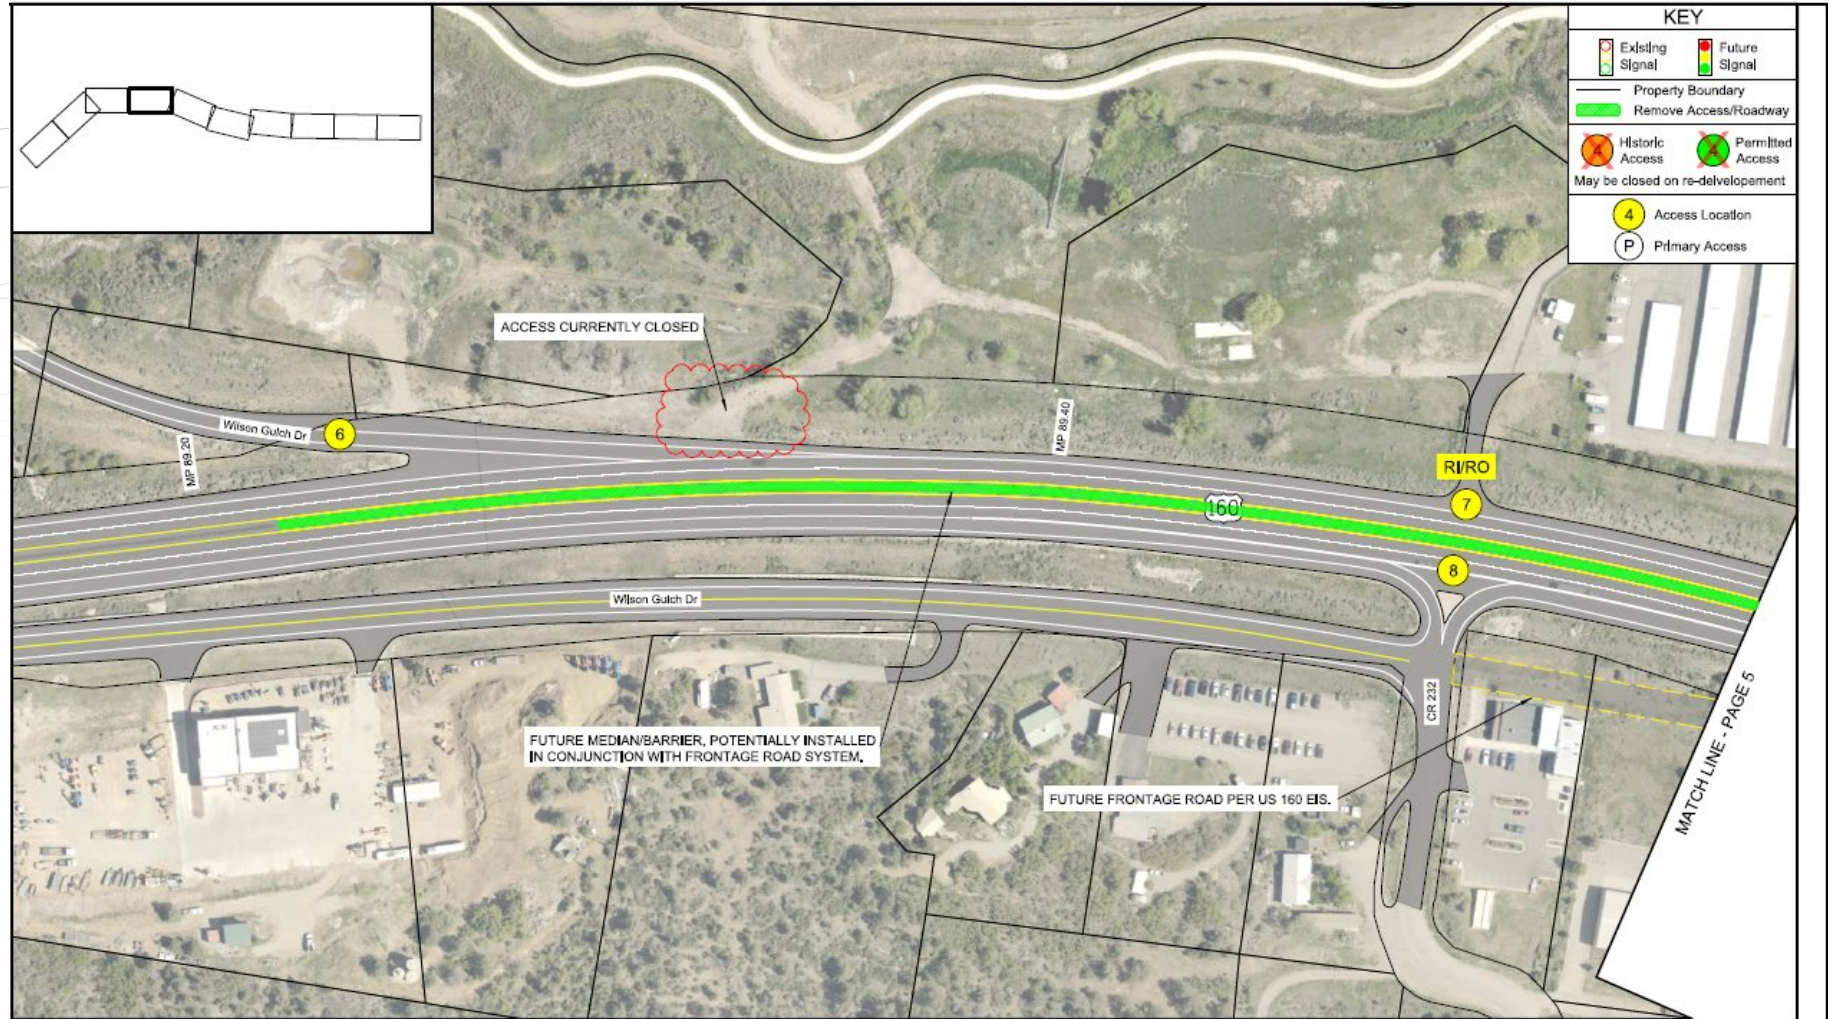 KEY
Existing
Signal
Future
Signal
Property Boundary
Remove Access/Roadway
4
Historic
Access
4
Permitted
Access
May be closed on re-delvelopement
4
Access Location
P
Primary Access
ACCESS CURRENTLY CLOSED
Wilson Gulch Dr
6
MP 89.20
MP 89.40
RI/RO
7
160
8
Wilson Gulch Dr
CR 232
FUTURE MEDIAN/BARRIER, POTENTIALLY INSTALLED
IN CONJUNCTION WITH FRONTAGE ROAD SYSTEM.
FUTURE FRONTAGE ROAD PER US 160 EIS.
MATCH LINE - PAGE 5